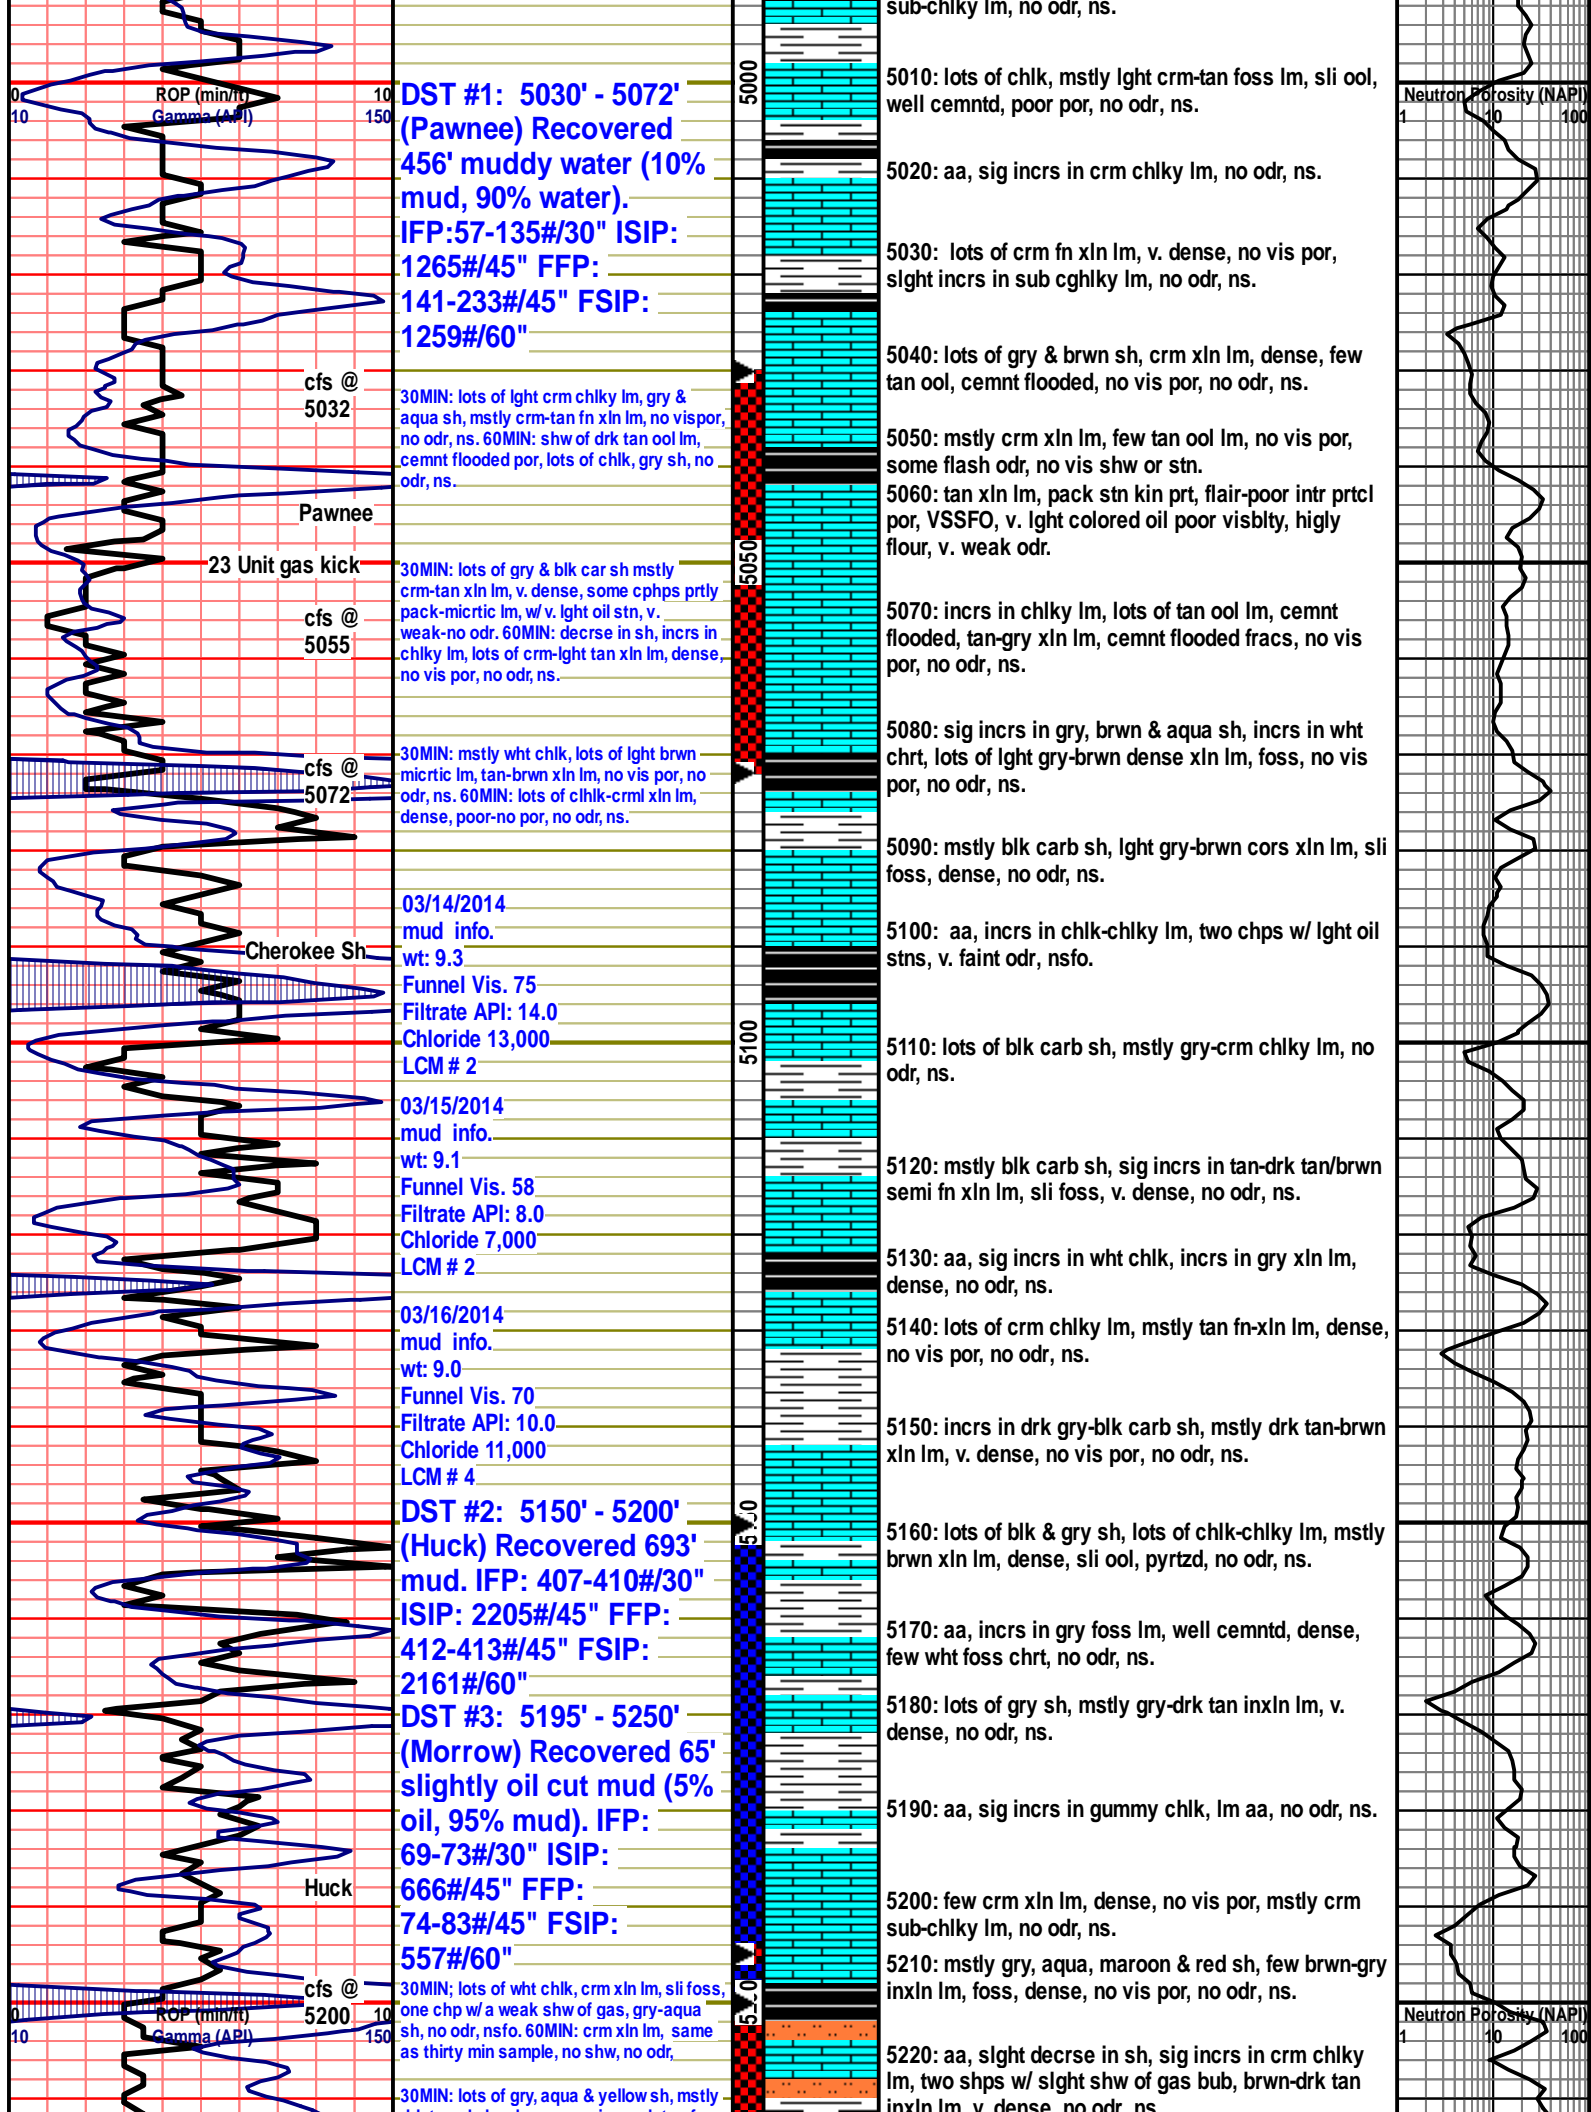 sub-chlky lm, no odr, ns.
0 ROP (min/ft) 10
10 Gamma (API) 150
cfs @
5032
Pawnee
23 Unit gas kick
cfs @
5055
cfs @
5072
Cherokee Sh
Huck
cfs @
5200
0 ROP (min/ft) 10
10 Gamma (API) 150
DST #1: 5030' - 5072'
(Pawnee) Recovered
456' muddy water (10%
mud, 90% water).
IFP:57-135#/30" ISIP:
1265#/45" FFP:
141-233#/45" FSIP:
1259#/60"
30MIN: lots of lght crm chlky lm, gry &
aqua sh, mstly crm-tan fn xln lm, no vispor,
no odr, ns. 60MIN: shw of drk tan ool lm,
cemnt flooded por, lots of chlk, gry sh, no
odr, ns.
30MIN: lots of gry & blk car sh mstly
crm-tan xln lm, v. dense, some cphps prtly
pack-micrtic lm, w/ v. lght oil stn, v.
weak-no odr. 60MIN: decrse in sh, incrs in
chlky lm, lots of crm-lght tan xln lm, dense,
no vis por, no odr, ns.
30MIN: mstly wht chlk, lots of lght brwn
micrtic lm, tan-brwn xln lm, no vis por, no
odr, ns. 60MIN: lots of clhlk-crml xln lm,
dense, poor-no por, no odr, ns.
03/14/2014
mud info.
wt: 9.3
Funnel Vis. 75
Filtrate API: 14.0
Chloride 13,000
LCM # 2
03/15/2014
mud info.
wt: 9.1
Funnel Vis. 58
Filtrate API: 8.0
Chloride 7,000
LCM # 2
03/16/2014
mud info.
wt: 9.0
Funnel Vis. 70
Filtrate API: 10.0
Chloride 11,000
LCM # 4
DST #2: 5150' - 5200'
(Huck) Recovered 693'
mud. IFP: 407-410#/30"
ISIP: 2205#/45" FFP:
412-413#/45" FSIP:
2161#/60"
DST #3: 5195' - 5250'
(Morrow) Recovered 65'
slightly oil cut mud (5%
oil, 95% mud). IFP:
69-73#/30" ISIP:
666#/45" FFP:
74-83#/45" FSIP:
557#/60"
30MIN; lots of wht chlk, crm xln lm, sli foss,
one chp w/ a weak shw of gas, gry-aqua
sh, no odr, nsfo. 60MIN: crm xln lm, same
as thirty min sample, no shw, no odr,
30MIN: lots of gry, aqua & yellow sh, mstly
5000
5050
5100
5010: lots of chlk, mstly lght crm-tan foss lm, sli ool,
well cemntd, poor por, no odr, ns.
5020: aa, sig incrs in crm chlky lm, no odr, ns.
5030: lots of crm fn xln lm, v. dense, no vis por,
slght incrs in sub cghlky lm, no odr, ns.
5040: lots of gry & brwn sh, crm xln lm, dense, few
tan ool, cemnt flooded, no vis por, no odr, ns.
5050: mstly crm xln lm, few tan ool lm, no vis por,
some flash odr, no vis shw or stn.
5060: tan xln lm, pack stn kin prt, flair-poor intr prtcl
por, VSSFO, v. lght colored oil poor visblty, higly
flour, v. weak odr.
5070: incrs in chlky lm, lots of tan ool lm, cemnt
flooded, tan-gry xln lm, cemnt flooded fracs, no vis
por, no odr, ns.
5080: sig incrs in gry, brwn & aqua sh, incrs in wht
chrt, lots of lght gry-brwn dense xln lm, foss, no vis
por, no odr, ns.
5090: mstly blk carb sh, lght gry-brwn cors xln lm, sli
foss, dense, no odr, ns.
5100: aa, incrs in chlk-chlky lm, two chps w/ lght oil
stns, v. faint odr, nsfo.
5110: lots of blk carb sh, mstly gry-crm chlky lm, no
odr, ns.
5120: mstly blk carb sh, sig incrs in tan-drk tan/brwn
semi fn xln lm, sli foss, v. dense, no odr, ns.
5130: aa, sig incrs in wht chlk, incrs in gry xln lm,
dense, no odr, ns.
5140: lots of crm chlky lm, mstly tan fn-xln lm, dense,
no vis por, no odr, ns.
5150: incrs in drk gry-blk carb sh, mstly drk tan-brwn
xln lm, v. dense, no vis por, no odr, ns.
5160: lots of blk & gry sh, lots of chlk-chlky lm, mstly
brwn xln lm, dense, sli ool, pyrtzd, no odr, ns.
5170: aa, incrs in gry foss lm, well cemntd, dense,
few wht foss chrt, no odr, ns.
5180: lots of gry sh, mstly gry-drk tan inxln lm, v.
dense, no odr, ns.
5190: aa, sig incrs in gummy chlk, lm aa, no odr, ns.
5200: few crm xln lm, dense, no vis por, mstly crm
sub-chlky lm, no odr, ns.
5210: mstly gry, aqua, maroon & red sh, few brwn-gry
inxln lm, foss, dense, no vis por, no odr, ns.
5220: aa, slght decrse in sh, sig incrs in crm chlky
lm, two shps w/ slght shw of gas bub, brwn-drk tan
inxln lm, v. dense, no odr, ns.
Neutron Porosity (NAPI)
1 10 100
Neutron Porosity (NAPI)
1 10 100